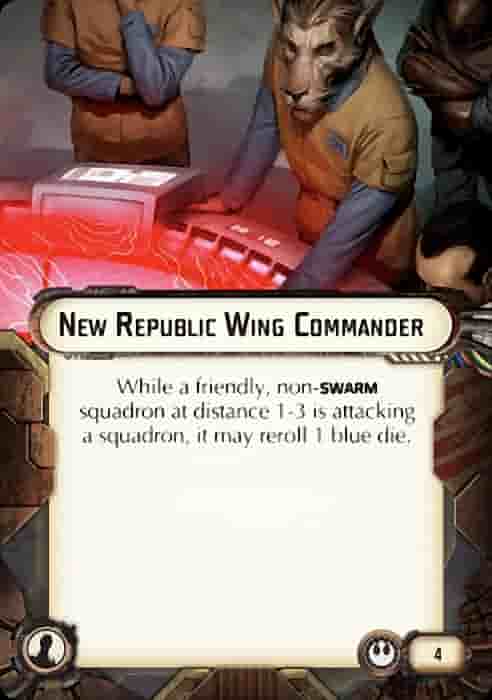 New Republic Wing Commander
While a friendly, non-SWARM
squadron at distance 1-3 is attacking
a squadron, it may reroll 1 blue die.
4